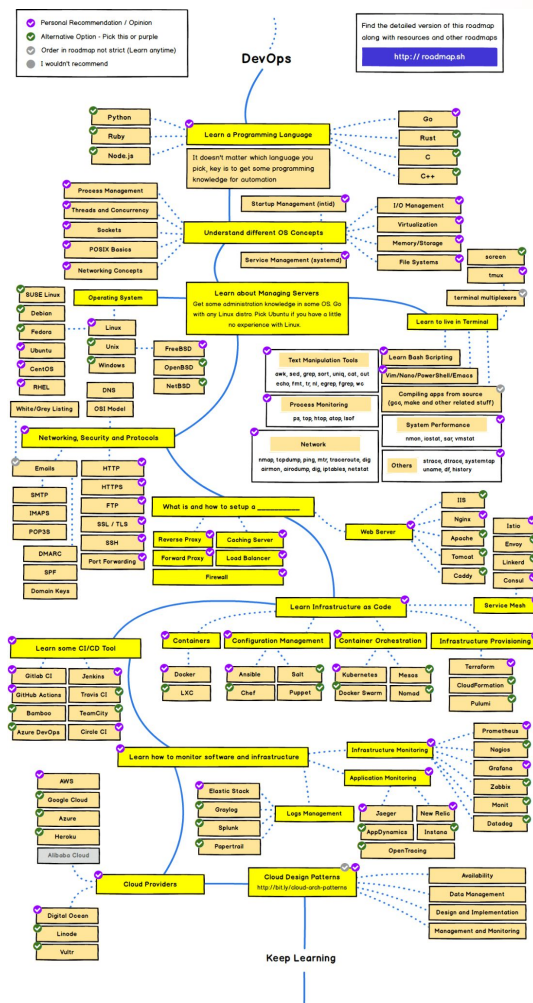 Personal Recommendation / Opinion
Alternative Option - Pick this or purple
Order in roadmap not strict (Learn anytime)
I wouldn't recommend
DevOps
Find the detailed version of this roadmap
along with resources and other roadmaps
http:// roadmap.sh
Python
Ruby
Node.js
Learn a Programming Language
It doesn't matter which language you
pick, key is to get some programming
knowledge for automation
Go
Rust
C
C++
Process Management
Threads and Concurrency
Sockets
POSIX Basics
Networking Concepts
Startup Management (initd)
Understand different OS Concepts
Service Management (systemd)
I/O Management
Virtualization
Memory/Storage
File Systems
screen
tmux
terminal multiplexers
Learn about Managing Servers
Get some administration knowledge in some OS. Go
with any Linux distro Pick Ubuntu if you have a little
no experience with Linux.
Learn to live in Terminal
SUSE Linux
Debian
Fedora
Ubuntu
CentOS
RHEL
Operating System
Linux
Unix
Windows
FreeBSD
OpenBSD
NetBSD
Text Manipulation Tools
awk, sed, grep, sort, uniq, cat, cut
echo, fmt, tr, nl, egrep, fgrep, wc
Process Monitoring
ps, top, htop, atop, lsof
Network
nmap, tcpdump, ping, mtr, traceroute, dig
airmon, airodump, dig, iptables, netstat
Learn Bash Scripting
Vim/Nano/PowerShell/Emacs
Compiling apps from source
(gcc, make and other related stuff)
System Performance
nmon, iostat, sar, vmstat
Others
strace, dtrace, systemtap
uname, df, history
White/Grey Listing
DNS
OSI Model
Networking, Security and Protocols
Emails
SMTP
IMAPS
POP3S
DMARC
SPF
Domain Keys
HTTP
HTTPS
FTP
SSL / TLS
SSH
Port Forwarding
What is and how to setup a ___________
Reverse Proxy
Caching Server
Forward Proxy
Load Balancer
Firewall
Web Server
IIS
Nginx
Apache
Tomcat
Caddy
Istio
Envoy
Linkerd
Consul
Service Mesh
Learn Infrastructure as Code
Containers
Docker
LXC
Configuration Management
Ansible
Salt
Chef
Puppet
Container Orchestration
Kubernetes
Mesos
Docker Swarm
Nomad
Infrastructure Provisioning
Terraform
CloudFormation
Pulumi
Learn some CI/CD Tool
Gitlab CI
Jenkins
GitHub Actions
Travis CI
Bamboo
TeamCity
Azure DevOps
Circle CI
Learn how to monitor software and infrastructure
Infrastructure Monitoring
Prometheus
Nagios
Grafana
Zabbix
Monit
Datadog
Application Monitoring
Jaeger
New Relic
AppDynamics
Instana
OpenTracing
Elastic Stack
Graylog
Splunk
Papertrail
Logs Management
AWS
Google Cloud
Azure
Heroku
Alibaba Cloud
Cloud Providers
Digital Ocean
Linode
Vultr
Cloud Design Patterns
http://bit.ly/cloud-arch-patterns
Availability
Data Management
Design and Implementation
Management and Monitoring
Keep Learning